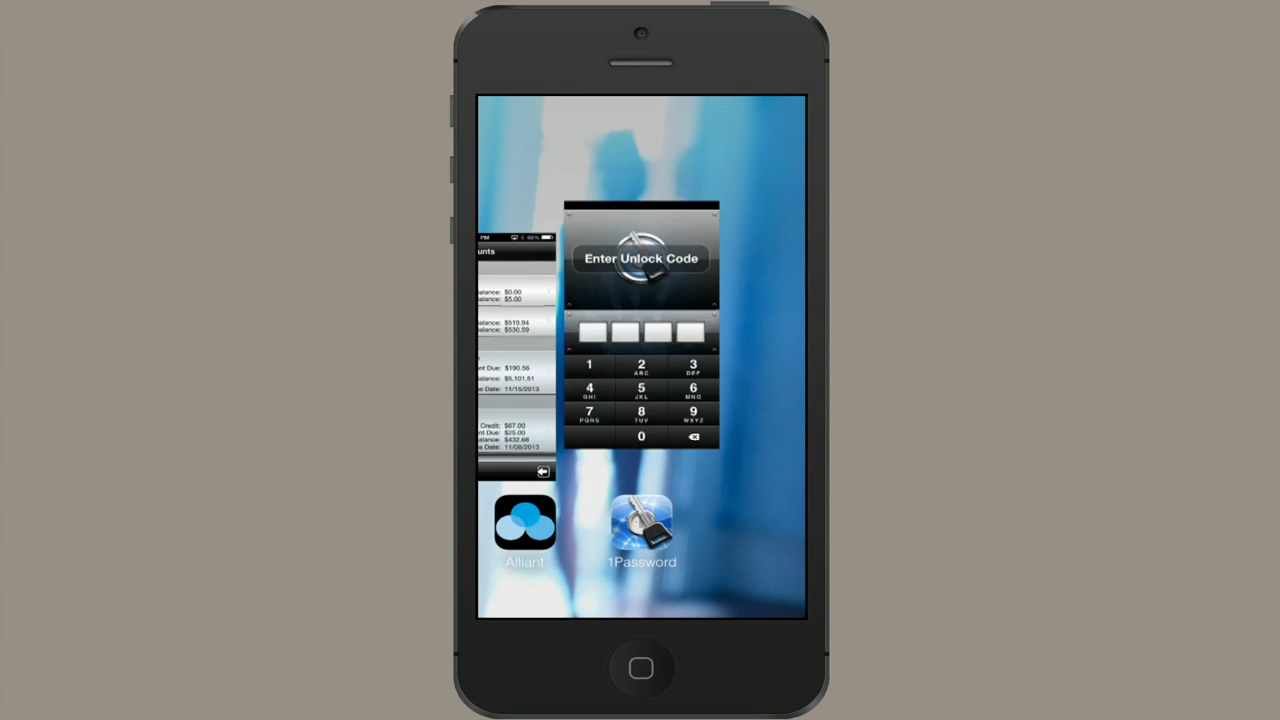 PM 86%
unts
alance: $0.00
alance: $5.00
alance: $519.94
alance: $530.59
nt Due: $190.56
alance: $5,101.51
e Date: 11/15/2013
Credit: $67.00
nt Due: $25.00
alance: $432.68
e Date: 11/08/2013
Enter Unlock Code
1 2 3
ABC DEF
4 5 6
GHI JKL MNO
7 8 9
PQRS TUV WXYZ
0
Alliant
1Password